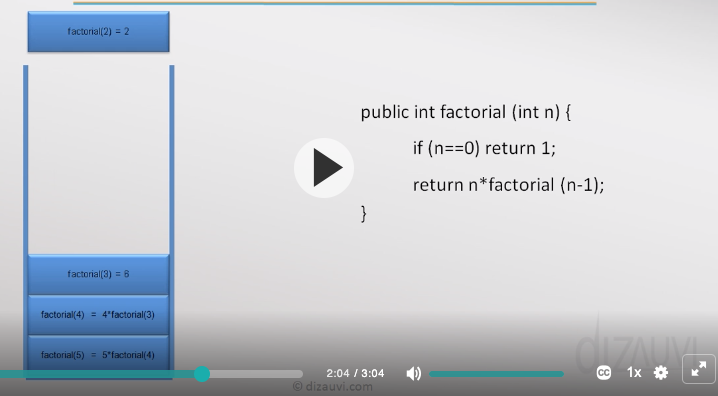 factorial(2) = 2
public int factorial (int n) {
if (n==0) return 1;
return n*factorial (n-1);
}
factorial(3) = 6
factorial(4) = 4*factorial(3)
factorial(5) = 5*factorial(4)
dizauvi
2:04 / 3:04
CC
1x
© dizauvi.com